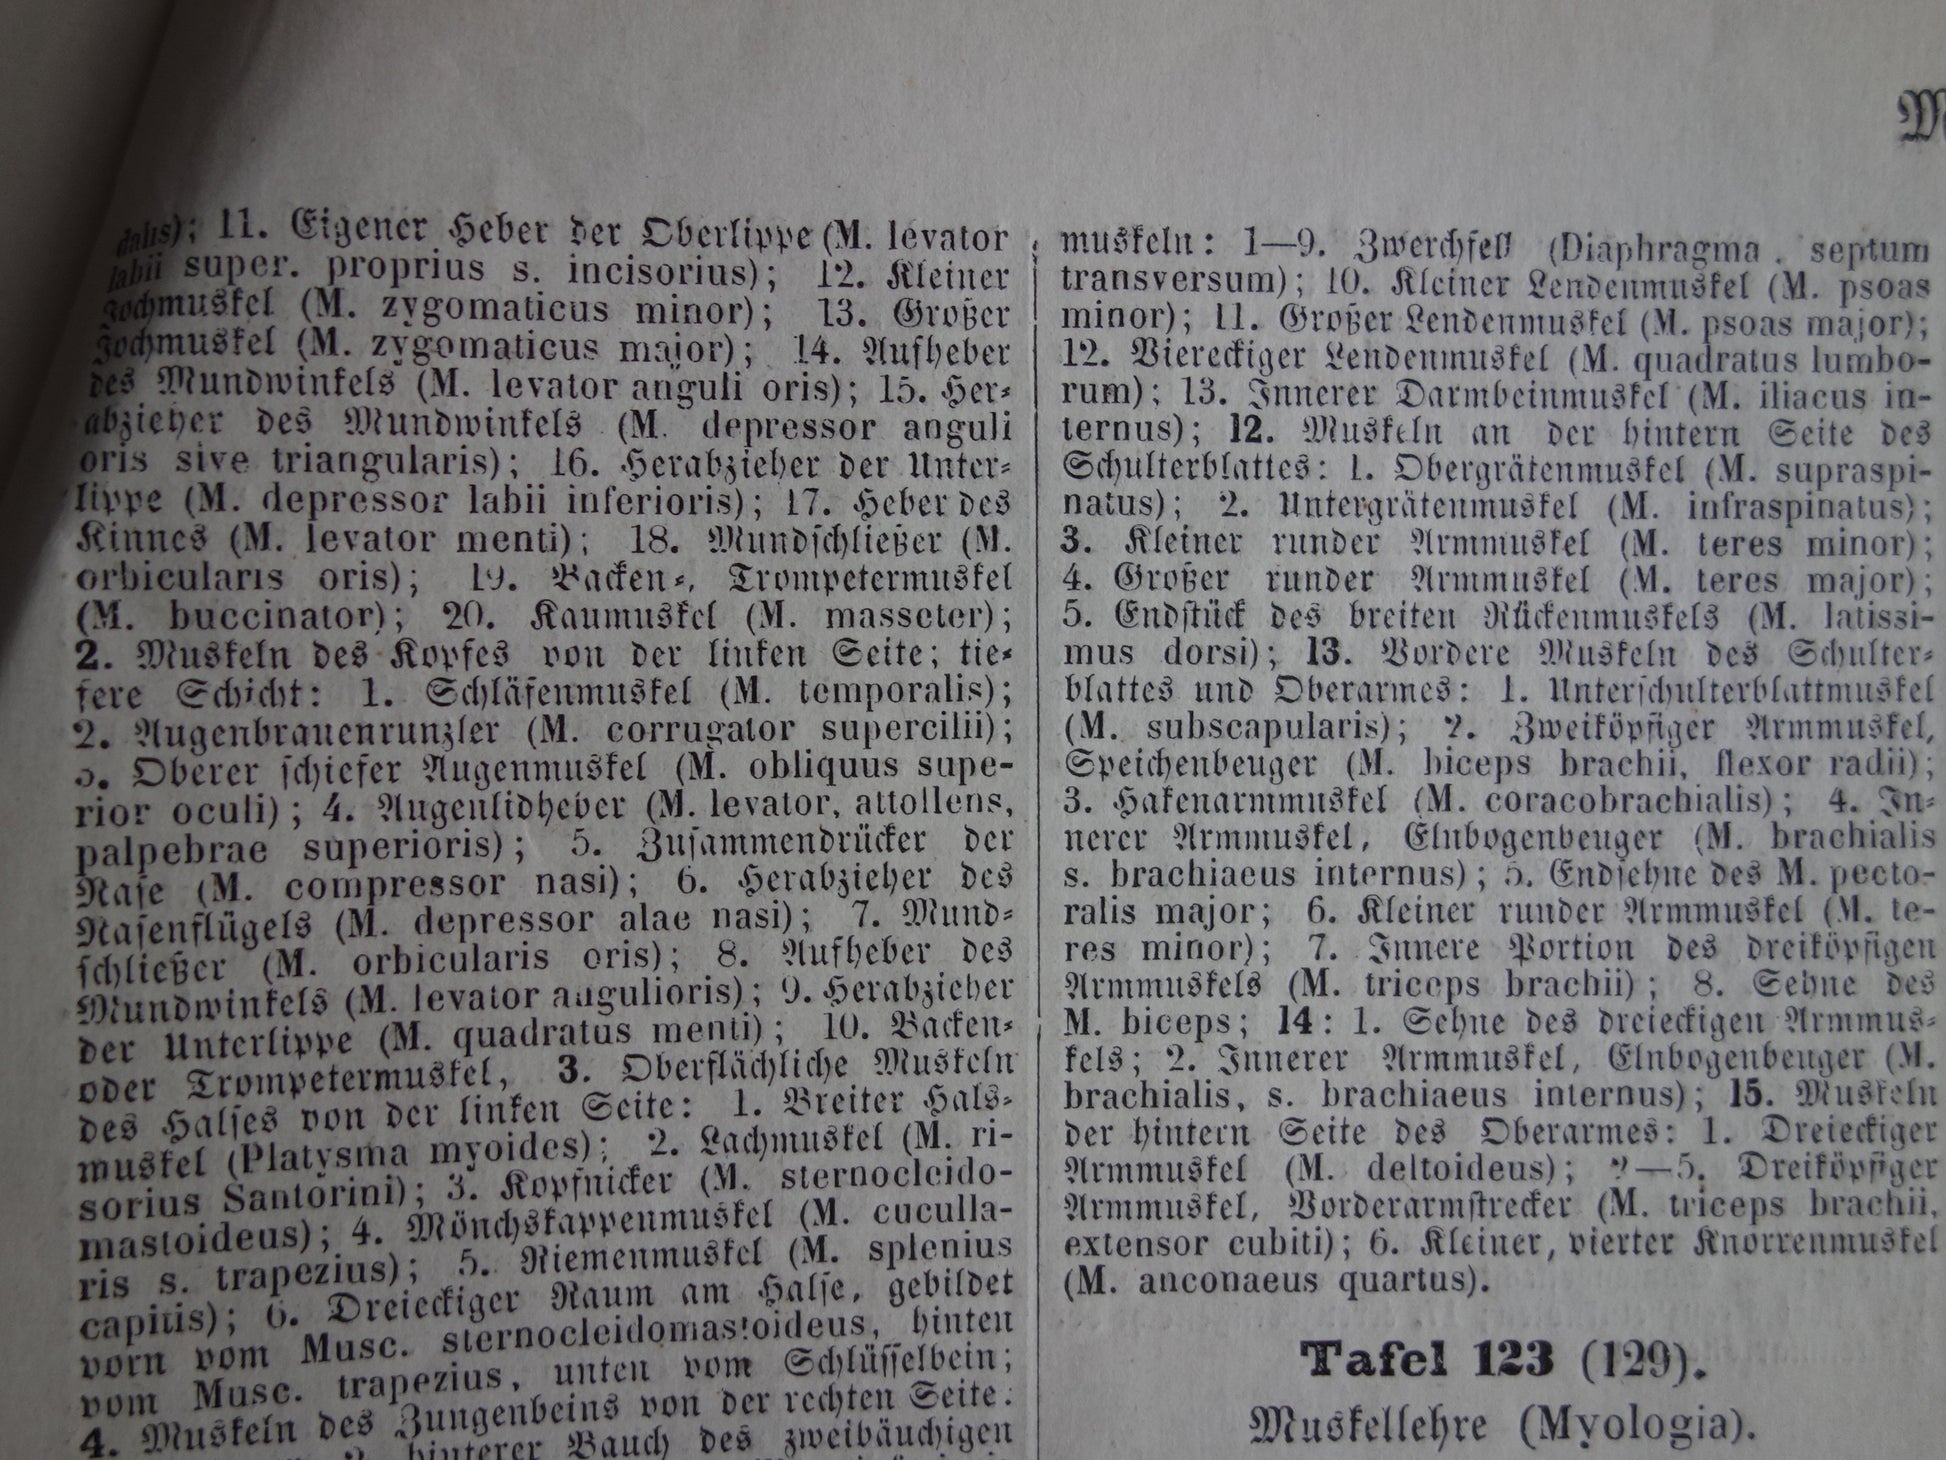 dalis); 11. Eigener Heber der Oberlippe (M. levator
labii super. proprius s. incisorius); 12. Kleiner
Jochmuskel (M. zygomaticus minor); 13. Großer
Jochmuskel (M. zygomaticus major); 14. Aufheber
des Mundwinkels (M. levator anguli oris); 15. Her-
abzieher des Mundwinkels (M. depressor anguli
oris sive triangularis); 16. Herabzieher der Unter-
lippe (M. depressor labii inferioris); 17. Heber des
Kinnes (M. levator menti); 18. Mundschließer (M.
orbicularis oris); 19. Backen-, Trompetermuskel
(M. buccinator); 20. Kaumuskel (M. masseter);
2. Muskeln des Kopfes von der linken Seite; tie-
fere Schicht: 1. Schläfenmuskel (M. temporalis);
2. Augenbrauenrunzler (M. corrugator supercilii);
3. Oberer schiefer Augenmuskel (M. obliquus supe-
rior oculi); 4. Augenlidheber (M. levator, attollens,
palpebrae superioris); 5. Zusammendrücker der
Nase (M. compressor nasi); 6. Herabzieher des
Nasenflügels (M. depressor alae nasi); 7. Mund-
schließer (M. orbicularis oris); 8. Aufheber des
Mundwinkels (M. levator angulioris); 9. Herabzieher
der Unterlippe (M. quadratus menti); 10. Backen-
oder Trompetermuskel, 3. Oberflächliche Muskeln
des Halses von der linken Seite: 1. Breiter Hals-
muskel (Platysma myoides); 2. Lachmuskel (M. ri-
sorius Santorini); 3. Kopfnicker (M. sternocleido-
mastoideus); 4. Mönchskappenmuskel (M. cuculla-
ris s. trapezius); 5. Riemenmuskel (M. splenius
capitis); 6. Dreieckiger Raum am Halse, gebildet
vorn vom Musc. sternocleidomastoideus, hinten
vom Musc. trapezius, unten vom Schlüsselbein;
4. Muskeln des Zungenbeins von der rechten Seite:
hinterer Bauch des zweibäuchigen
M
muskeln: 1—9. Zwerchfell (Diaphragma . septum
transversum); 10. Kleiner Lendenmuskel (M. psoas
minor); 11. Großer Lendenmuskel (M. psoas major);
12. Viereckiger Lendenmuskel (M. quadratus lumbo-
rum); 13. Innerer Darmbeinmuskel (M. iliacus in-
ternus); 12. Muskeln an der hintern Seite des
Schulterblattes: 1. Obergrätenmuskel (M. supraspi-
natus); 2. Untergrätenmuskel (M. infraspinatus);
3. Kleiner runder Armmuskel (M. teres minor);
4. Großer runder Armmuskel (M. teres major);
5. Endstück des breiten Rückenmuskels (M. latissi-
mus dorsi); 13. Vordere Muskeln des Schulter-
blattes und Oberarmes: 1. Unterschulterblattmuskel
(M. subscapularis); 2. Zweiköpfiger Armmuskel,
Speichenbeuger (M. biceps brachii, flexor radii);
3. Hakenarmmuskel (M. coracobrachialis); 4. In-
nerer Armmuskel, Elnbogenbeuger (M. brachialis
s. brachiaeus internus); 5. Endsehne des M. pecto-
ralis major; 6. Kleiner runder Armmuskel (M. te-
res minor); 7. Innere Portion des dreiköpfigen
Armmuskels (M. triceps brachii); 8. Sehne des
M. biceps; 14: 1. Sehne des dreieckigen Armmus-
kels; 2. Innerer Armmuskel, Elnbogenbeuger (M.
brachialis, s. brachiaeus internus); 15. Muskeln
der hintern Seite des Oberarmes: 1. Dreieckiger
Armmuskel (M. deltoideus); 2—5. Dreiköpfiger
Armmuskel, Vorderarmstrecker (M. triceps brachii,
extensor cubiti); 6. Kleiner, vierter Knorrenmuskel
(M. anconaeus quartus).
Tafel 123 (129).
Muskellehre (Myologia).